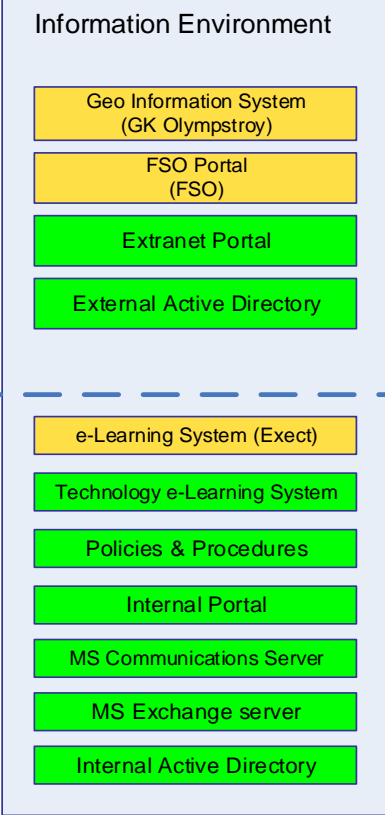 Information Environment
Geo Information System
(GK Olympstroy)
FSO Portal
(FSO)
Extranet Portal
External Active Directory
e-Learning System (Exect)
Technology e-Learning System
Policies & Procedures
Internal Portal
MS Communications Server
MS Exchange server
Internal Active Directory